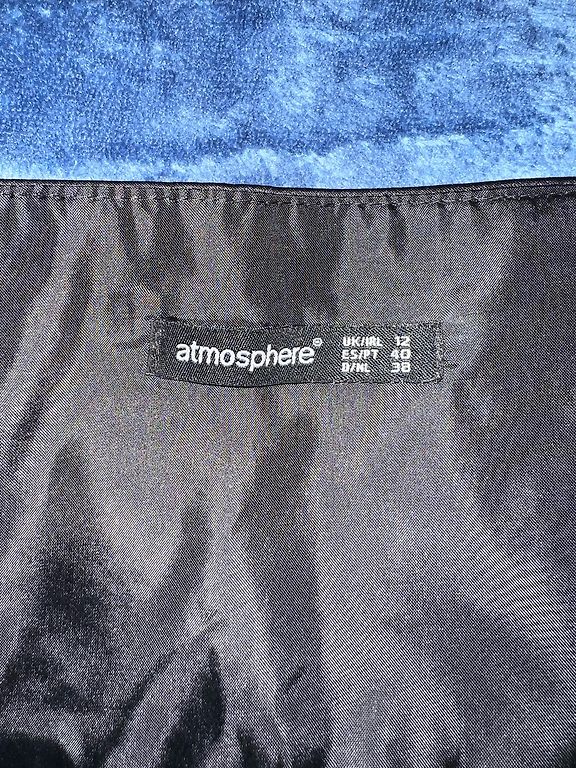 atmosphere®
UK/IRL 12
ES/PT 40
D/NL 38